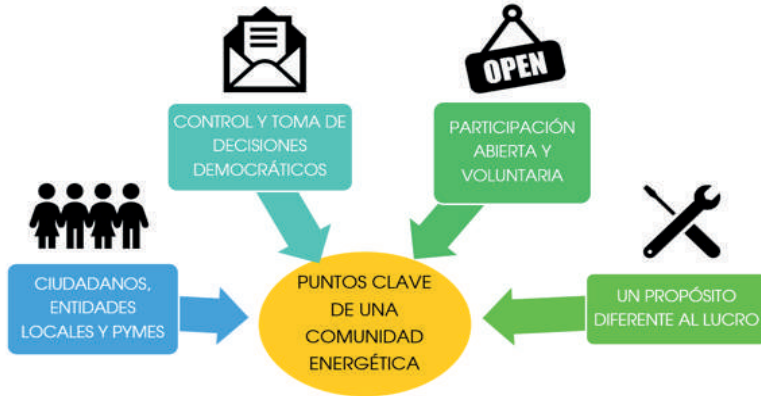 OPEN
CONTROL Y TOMA DE
DECISIONES
DEMOCRÁTICOS
PARTICIPACIÓN
ABIERTA Y
VOLUNTARIA
CIUDADANOS,
ENTIDADES
LOCALES Y PYMES
PUNTOS CLAVE
DE UNA
COMUNIDAD
ENERGÉTICA
UN PROPÓSITO
DIFERENTE AL LUCRO